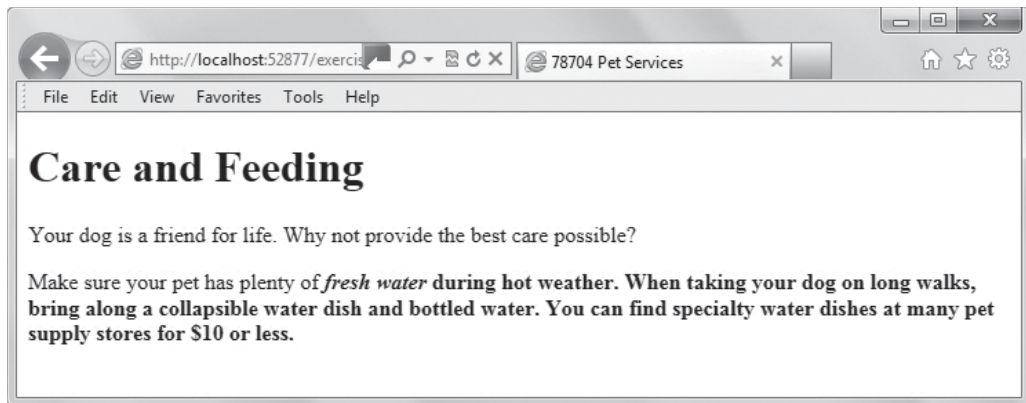 http://localhost:52877/exercis
78704 Pet Services
File Edit View Favorites Tools Help
Care and Feeding
Your dog is a friend for life. Why not provide the best care possible?
Make sure your pet has plenty of fresh water during hot weather. When taking your dog on long walks,
bring along a collapsible water dish and bottled water. You can find specialty water dishes at many pet
supply stores for $10 or less.